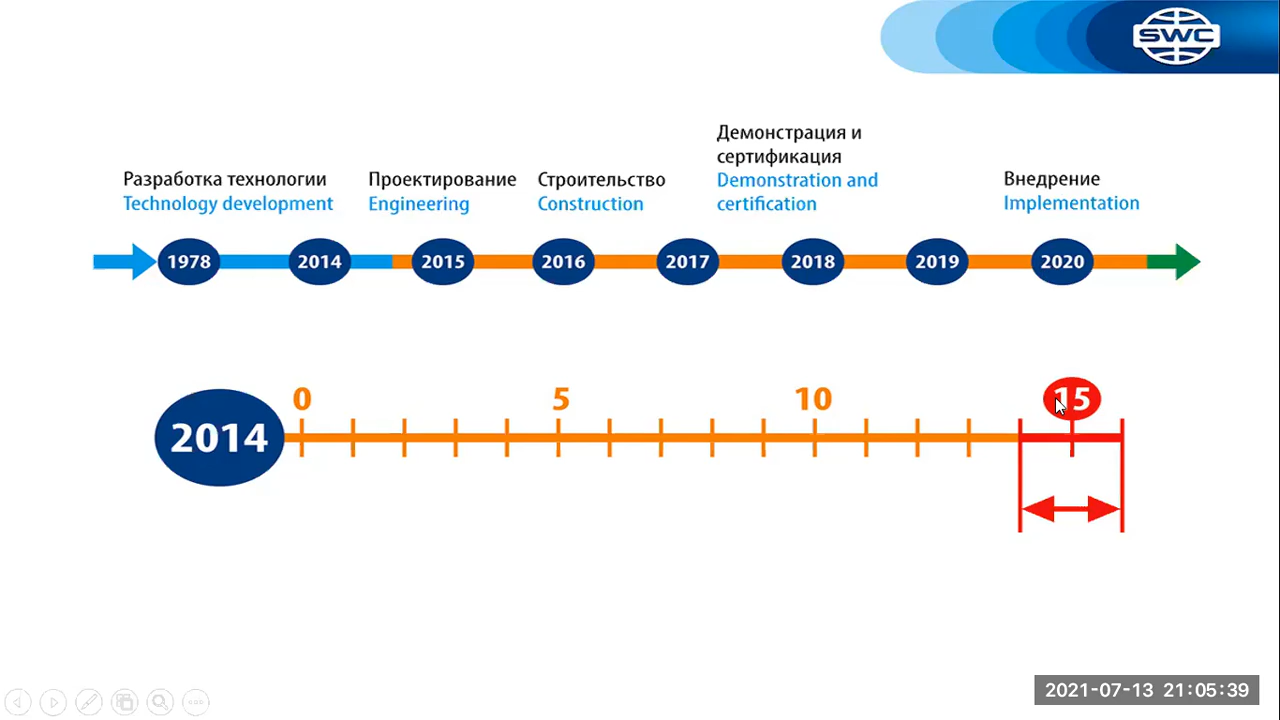 SWC
Демонстрация и
сертификация
Demonstration and
certification
Разработка технологии
Technology development
Проектирование
Engineering
Строительство
Construction
Внедрение
Implementation
1978 2014 2015 2016 2017 2018 2019 2020
0 5 10 15
2014
2021-07-13 21:05:39